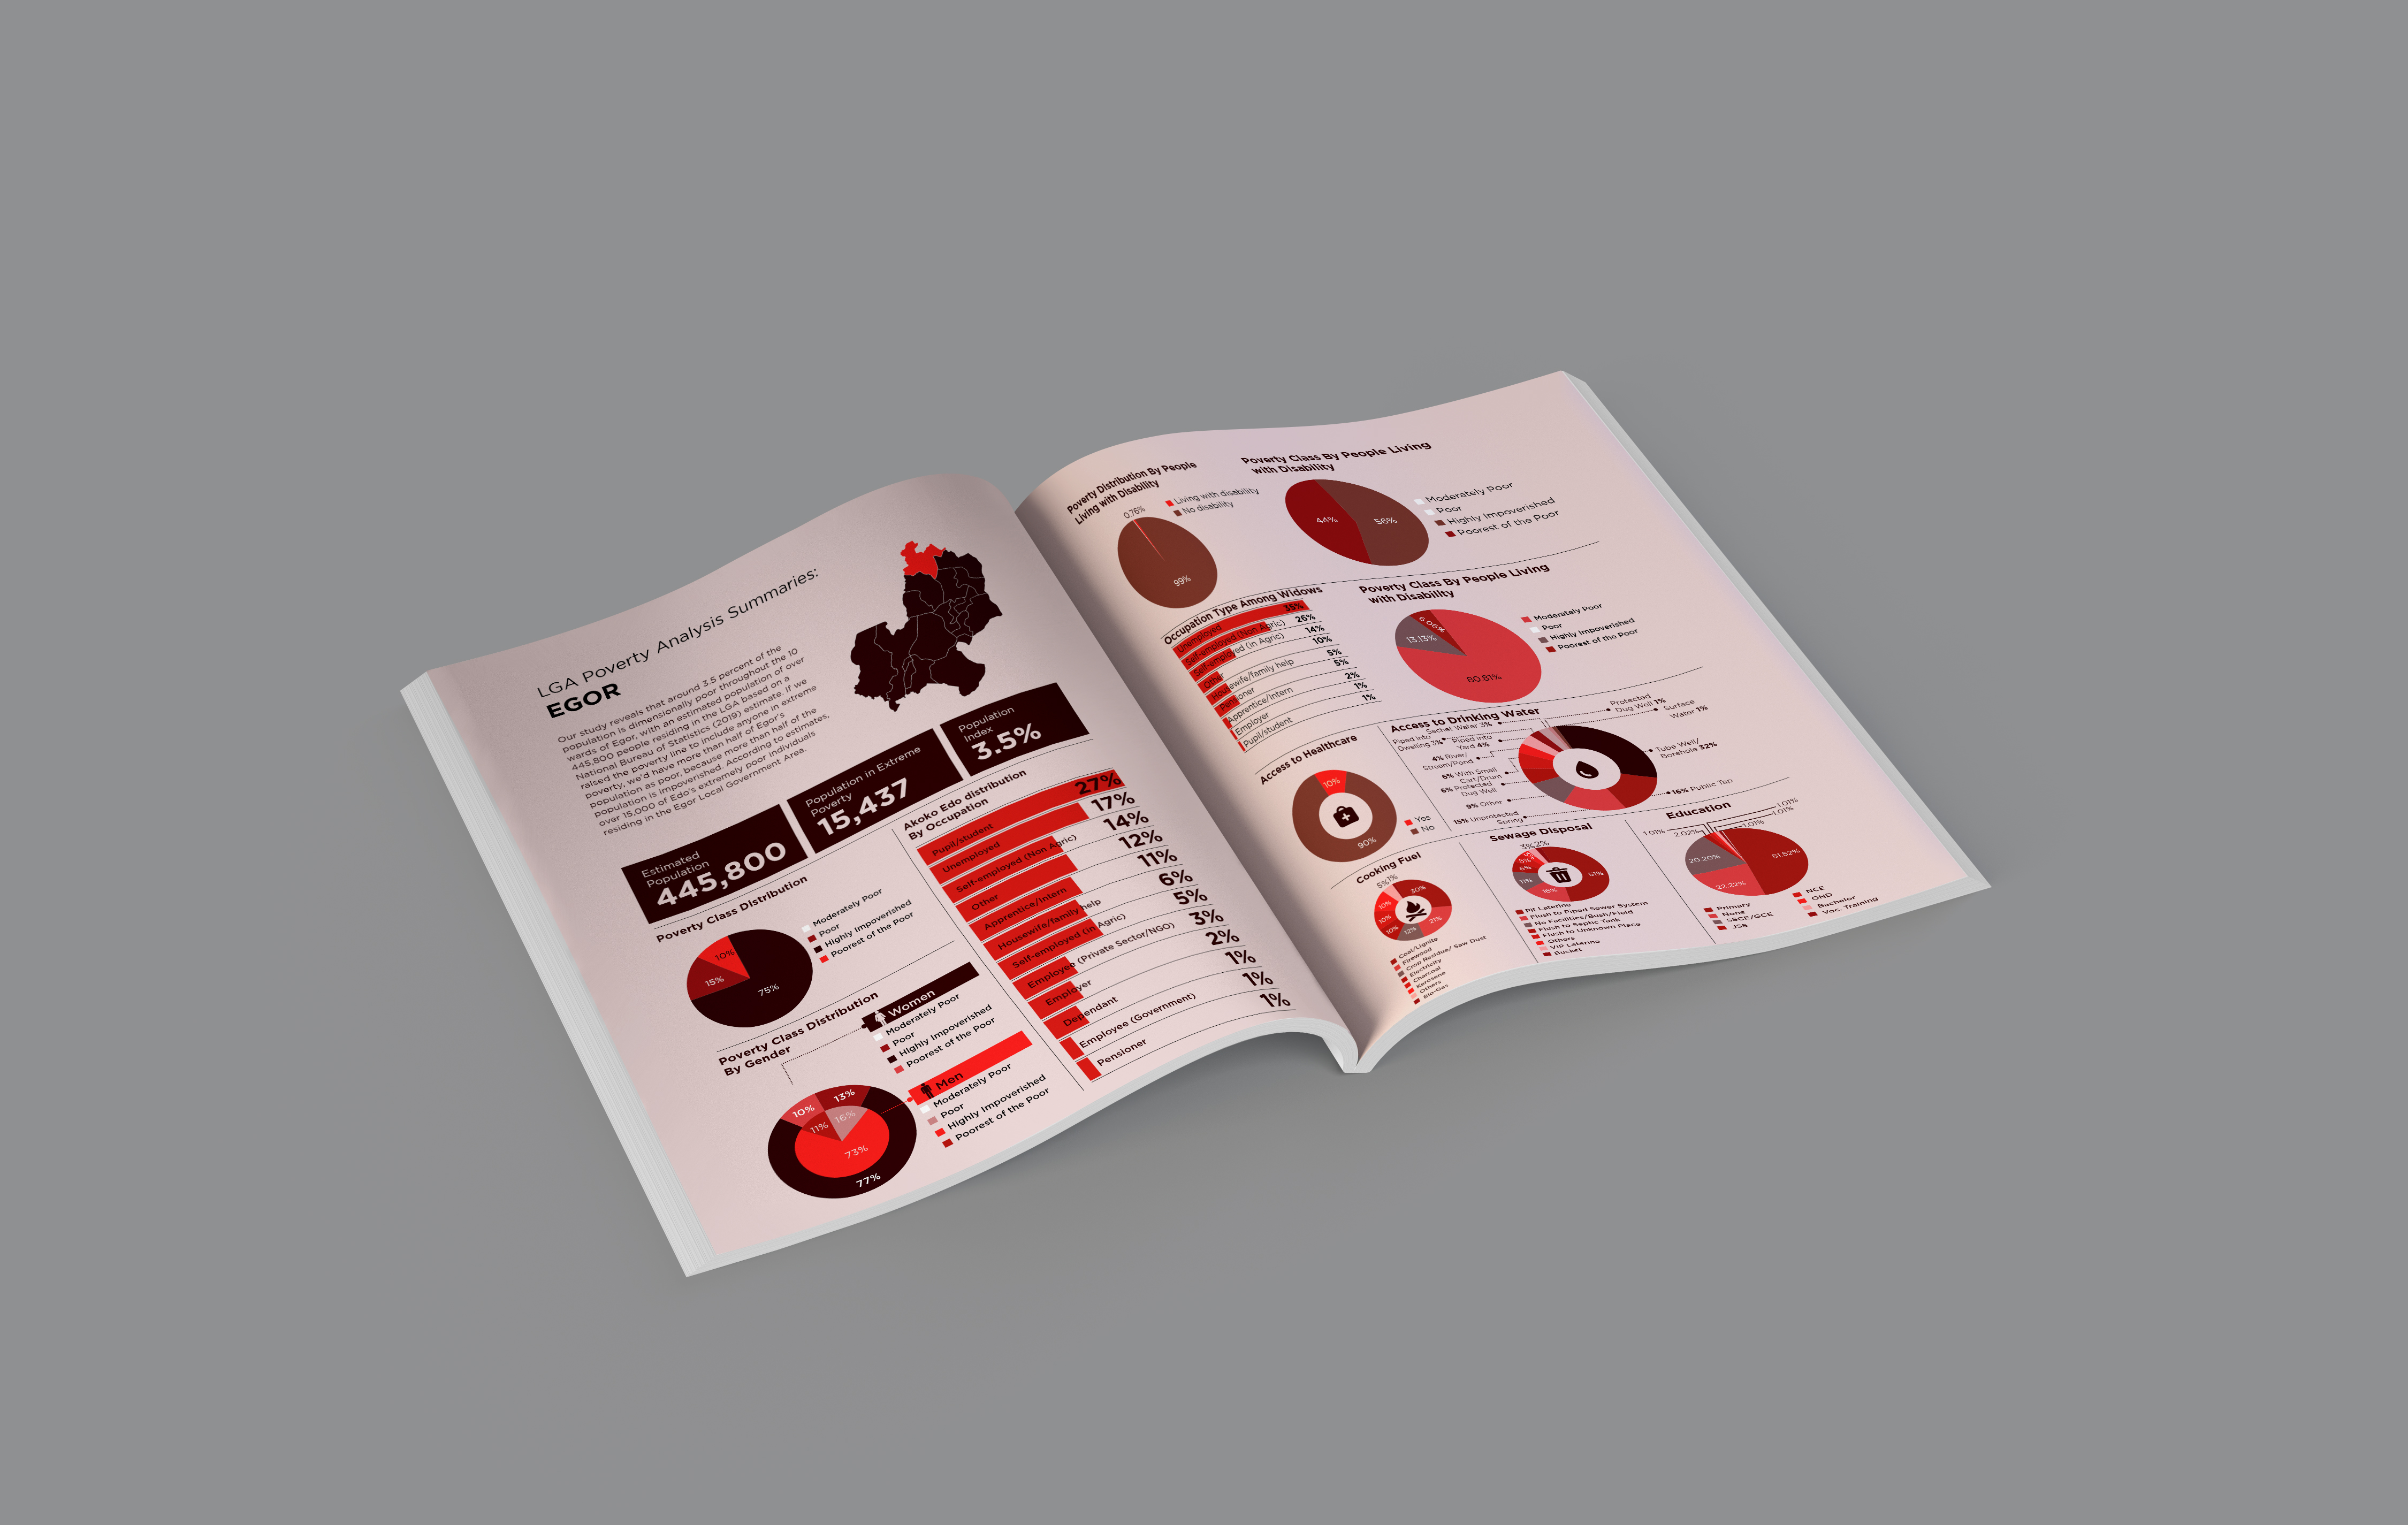 LGA Poverty Analysis Summaries:
EGOR
Our study reveals that around 3.5 percent of the
population is dimensionally poor throughout the 10
wards of Egor, with an estimated population of over
445,800 people residing in the LGA based on a
National Bureau of Statistics (2019) estimate. If we
raised the poverty line to include anyone in extreme
poverty, we'd have more than half of Egor's
population as poor, because more than half of the
population is impoverished. According to estimates,
over 15,000 of Edo's extremely poor individuals
residing in the Egor Local Government Area.
Estimated
Population
445,800
Population in Extreme
Poverty
15,437
Population
Index
3.5%
Poverty Class Distribution
10%
15%
75%
Moderately Poor
Poor
Highly Impoverished
Poorest of the Poor
Poverty Class Distribution
By Gender
Women
Moderately Poor
Poor
Highly Impoverished
Poorest of the Poor
Men
Moderately Poor
Poor
Highly Impoverished
Poorest of the Poor
10%
13%
11%
16%
73%
77%
Akoko Edo distribution
By Occupation
Pupil/student 27%
Unemployed 17%
Self-employed (Non Agric) 14%
Other 12%
Apprentice/Intern 11%
Housewife/family help 6%
Self-employed (in Agric) 5%
Employee (Private Sector/NGO) 3%
Employer 2%
Dependant 1%
Employee (Government) 1%
Pensioner 1%
Poverty Distribution By People
Living with Disability
0.76%
99%
Living with disability
No disability
Poverty Class By People Living
with Disability
44%
56%
Moderately Poor
Poor
Highly Impoverished
Poorest of the Poor
Occupation Type Among Widows
Unemployed 35%
Self-employed (Non Agric) 26%
Self-employed (in Agric) 14%
Other 10%
Housewife/family help 5%
Pensioner 5%
Apprentice/Intern 2%
Employer 1%
Pupil/student 1%
Poverty Class By People Living
with Disability
6.06%
13.13%
80.81%
Moderately Poor
Poor
Highly Impoverished
Poorest of the Poor
Access to Healthcare
10%
90%
Yes
No
Access to Drinking Water
Sachet Water 3%
Piped into
Dwelling 3%
Piped into
Yard 4%
4% River/
Stream/Pond
6% With Small
Cart/Drum
6% Protected
Dug Well
9% Other
15% Unprotected
Spring
Protected
Dug Well 1%
Surface
Water 1%
Tube Well/
Borehole 32%
16% Public Tap
Cooking Fuel
5%
1%
30%
21%
12%
10%
10%
10%
Coal/Lignite
Firewood
Crop Residue/ Saw Dust
Electricity
Charcoal
Kerosene
Others
Bio-Gas
Sewage Disposal
3%
2%
5%
6%
11%
16%
51%
Pit Laterine
Flush to Piped Sewer System
No Facilities/Bush/Field
Flush to Septic Tank
Flush to Unknown Place
Others
VIP Laterine
Bucket
Education
1.01%
2.02%
1.01%
1.01%
1.01%
20.20%
22.22%
51.52%
Primary
None
SSCE/GCE
JSS
NCE
OND
Bachelor
Voc. Training